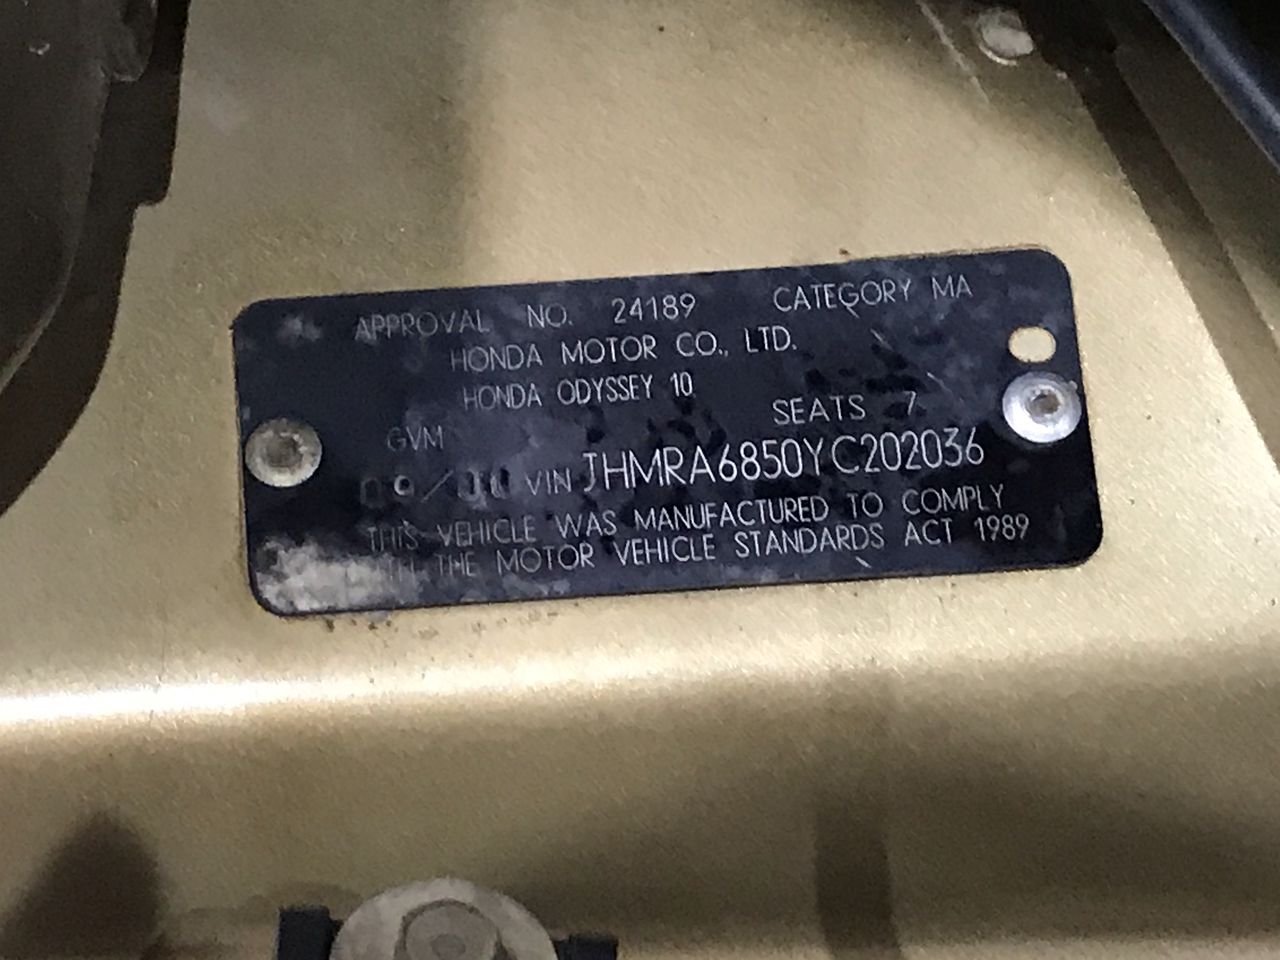 APPROVAL NO. 24189 CATEGORY MA
HONDA MOTOR CO., LTD.
HONDA ODYSSEY 10
SEATS 7
GVM
VIN JHMRA6850YC202036
THIS VEHICLE WAS MANUFACTURED TO COMPLY
THE MOTOR VEHICLE STANDARDS ACT 1989